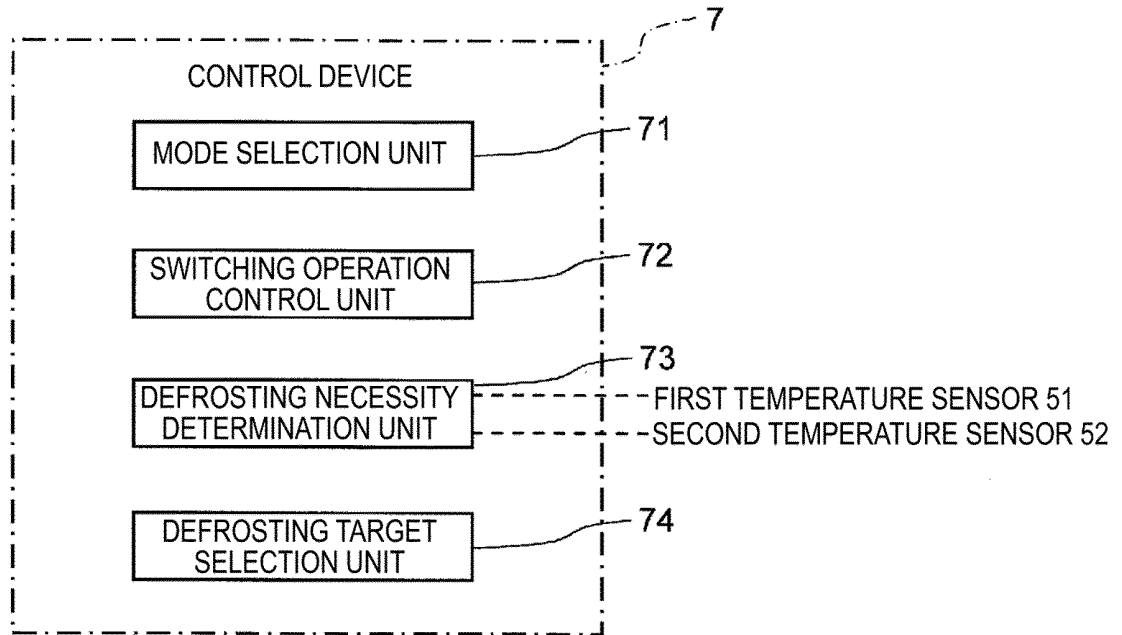 7
CONTROL DEVICE
MODE SELECTION UNIT
71
SWITCHING OPERATION
CONTROL UNIT
72
DEFROSTING NECESSITY
DETERMINATION UNIT
73
FIRST TEMPERATURE SENSOR 51
SECOND TEMPERATURE SENSOR 52
DEFROSTING TARGET
SELECTION UNIT
74